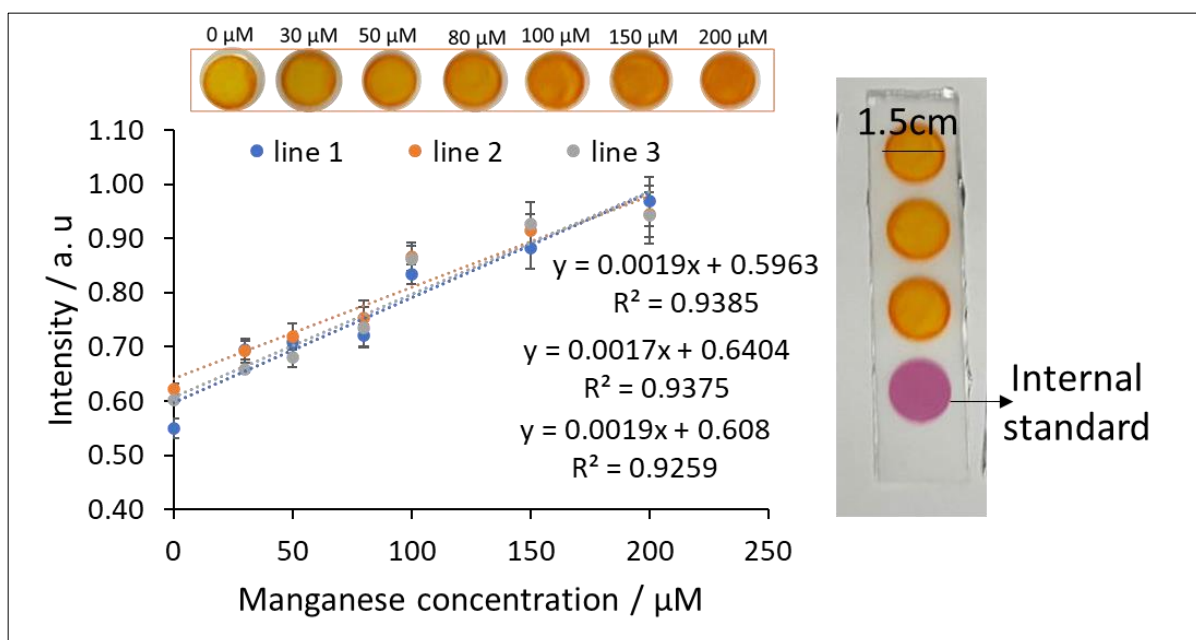 0 µM 30 µM 50 µM 80 µM 100 µM 150 µM 200 µM
1.10
1.00
0.90
0.80
0.70
0.60
0.50
0.40
Intensity / a. u
line 1 line 2 line 3
y = 0.0019x + 0.5963
R² = 0.9385
y = 0.0017x + 0.6404
R² = 0.9375
y = 0.0019x + 0.608
R² = 0.9259
0 50 100 150 200 250
Manganese concentration / µM
1.5cm
Internal
standard